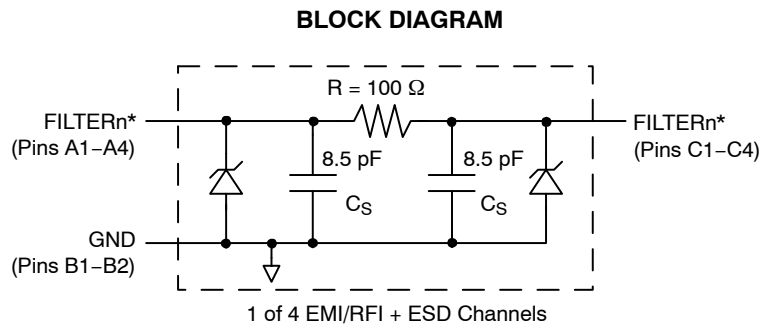 BLOCK DIAGRAM
R = 100 Ω
FILTERn*
(Pins A1–A4)
FILTERn*
(Pins C1–C4)
8.5 pF
8.5 pF
CS
CS
GND
(Pins B1–B2)
1 of 4 EMI/RFI + ESD Channels